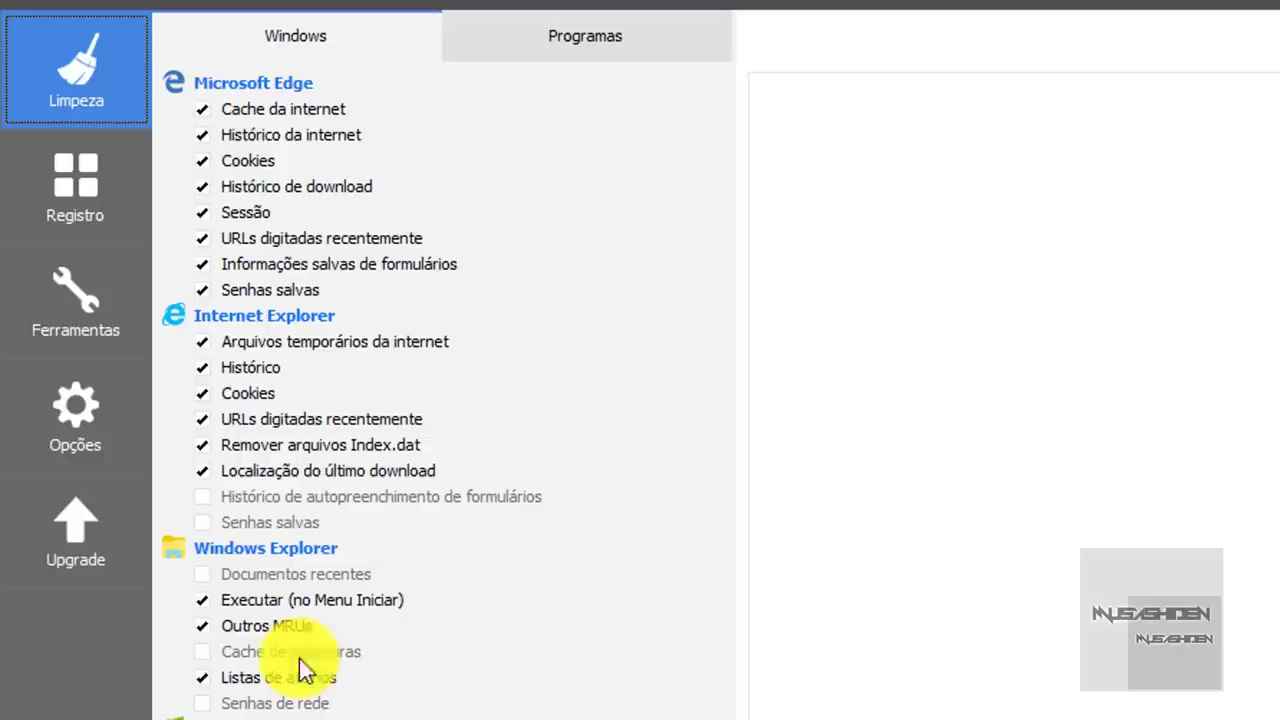 Windows
Programas
Limpeza
Registro
Ferramentas
Opções
Upgrade
Microsoft Edge
Cache da internet
Histórico da internet
Cookies
Histórico de download
Sessão
URLs digitadas recentemente
Informações salvas de formulários
Senhas salvas
Internet Explorer
Arquivos temporários da internet
Histórico
Cookies
URLs digitadas recentemente
Remover arquivos Index.dat
Localização do último download
Histórico de autopreenchimento de formulários
Senhas salvas
Windows Explorer
Documentos recentes
Executar (no Menu Iniciar)
Outros MRUs
Cache de
Listas de
Senhas de rede
MUSASHIDEN
MUSASHIDEN